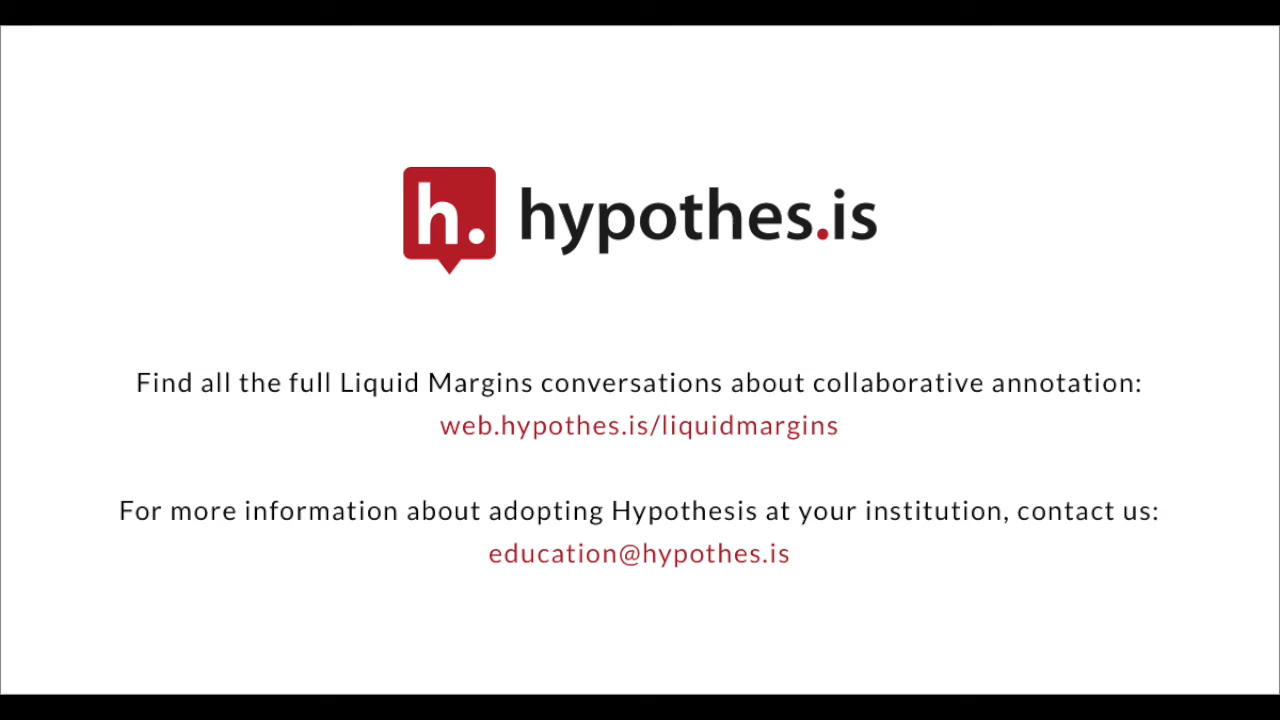 h. hypothes.is
Find all the full Liquid Margins conversations about collaborative annotation:
web.hypothes.is/liquidmargins
For more information about adopting Hypothesis at your institution, contact us:
education@hypothes.is